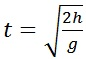 t = √(2h/g)